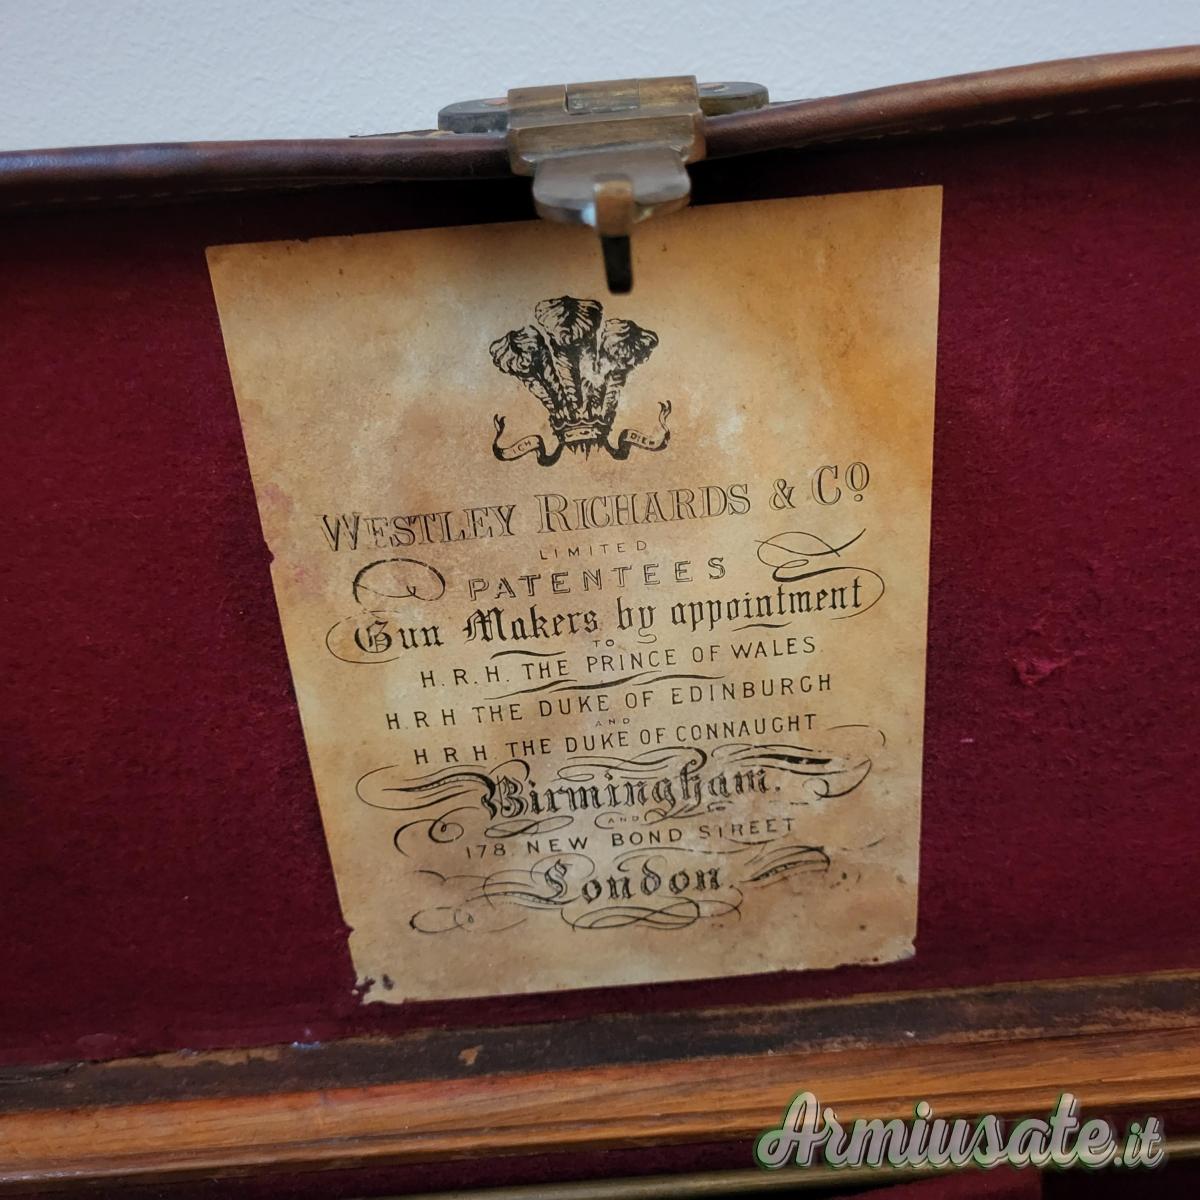 ICH DIEN
WESTLEY RICHARDS & Co
LIMITED
PATENTEES
Gun Makers by appointment
TO
H.R.H. THE PRINCE OF WALES
H.R.H THE DUKE OF EDINBURGH
AND
H R H THE DUKE OF CONNAUGHT
Birmingham.
AND
178 NEW BOND STREET
London.
Armiusate.it